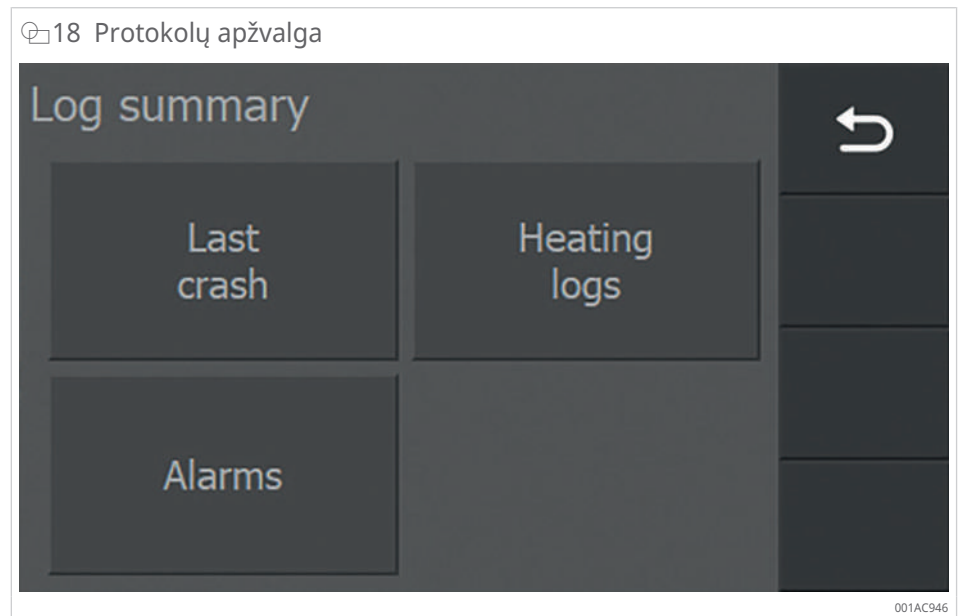 18 Protokolų apžvalga
Log summary
Last
crash
Heating
logs
Alarms
001AC946